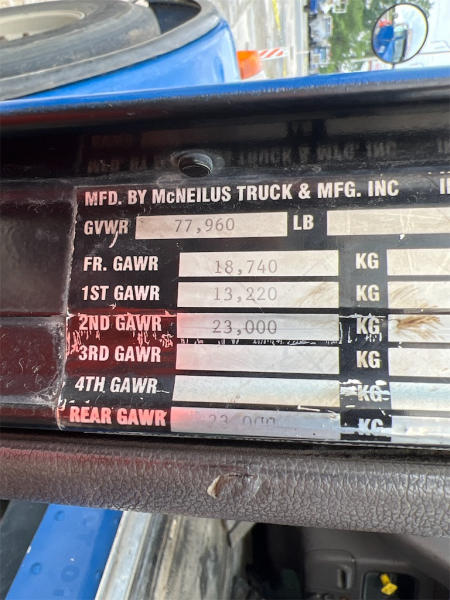 MFD. BY McNEILUS TRUCK & MFG. INC
GVWR 77,960 LB
FR. GAWR 18,740 KG
1ST GAWR 13,220 KG
2ND GAWR 23,000 KG
3RD GAWR KG
4TH GAWR KG
REAR GAWR 23,000 KG